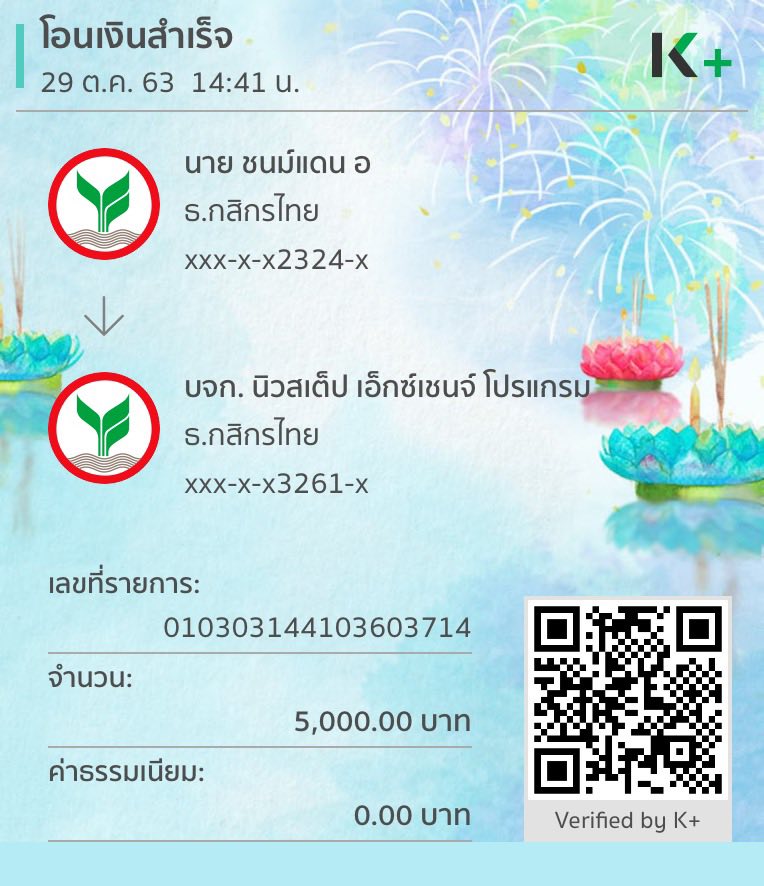 โอนเงินสำเร็จ
29 ต.ค. 63 14:41 น.
K+
นาย ชนม์แดน อ
ธ.กสิกรไทย
xxx-x-x2324-x
บจก. นิวสเต็ป เอ็กซ์เชนจ์ โปรแกรม
ธ.กสิกรไทย
xxx-x-x3261-x
เลขที่รายการ:
010303144103603714
จำนวน:
5,000.00 บาท
ค่าธรรมเนียม:
0.00 บาท
Verified by K+